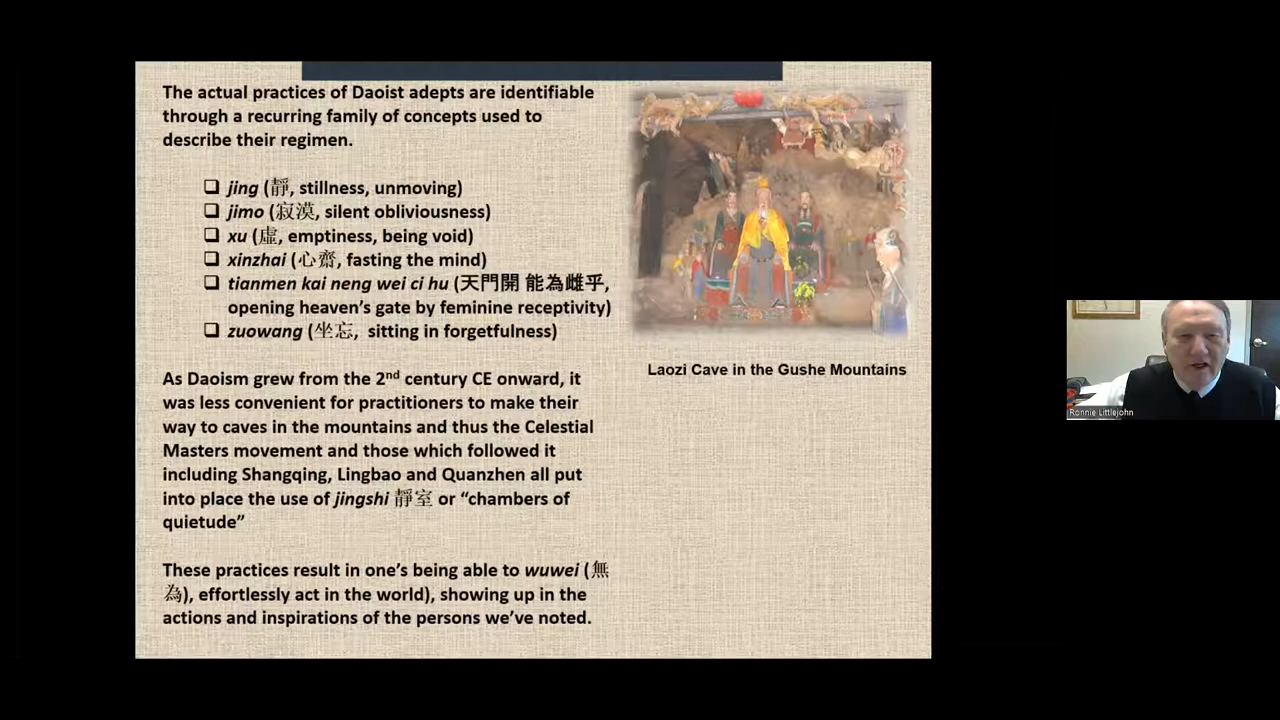 The actual practices of Daoist adepts are identifiable
through a recurring family of concepts used to
describe their regimen.
jing (靜, stillness, unmoving)
jimo (寂漠, silent obliviousness)
xu (虛, emptiness, being void)
xinzhai (心齋, fasting the mind)
tianmen kai neng wei ci hu (天門開 能為雌乎,
opening heaven's gate by feminine receptivity)
zuowang (坐忘, sitting in forgetfulness)
As Daoism grew from the 2nd century CE onward, it
was less convenient for practitioners to make their
way to caves in the mountains and thus the Celestial
Masters movement and those which followed it
including Shangqing, Lingbao and Quanzhen all put
into place the use of jingshi 靜室 or “chambers of
quietude”
These practices result in one's being able to wuwei (無
為), effortlessly act in the world), showing up in the
actions and inspirations of the persons we've noted.
Laozi Cave in the Gushe Mountains
Ronnie Littlejohn